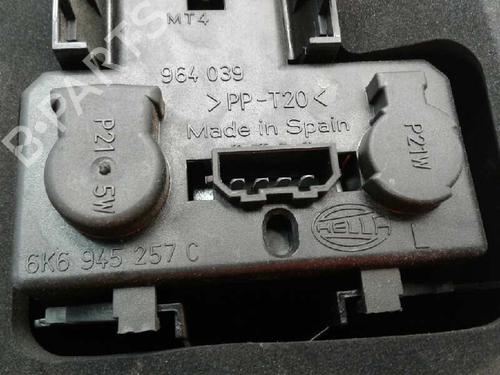 MT4
964 039
>PP-T20<
Made in Spain
P21 5W
P21W
HELLA
L
6K6 945 257 C
B-PARTS